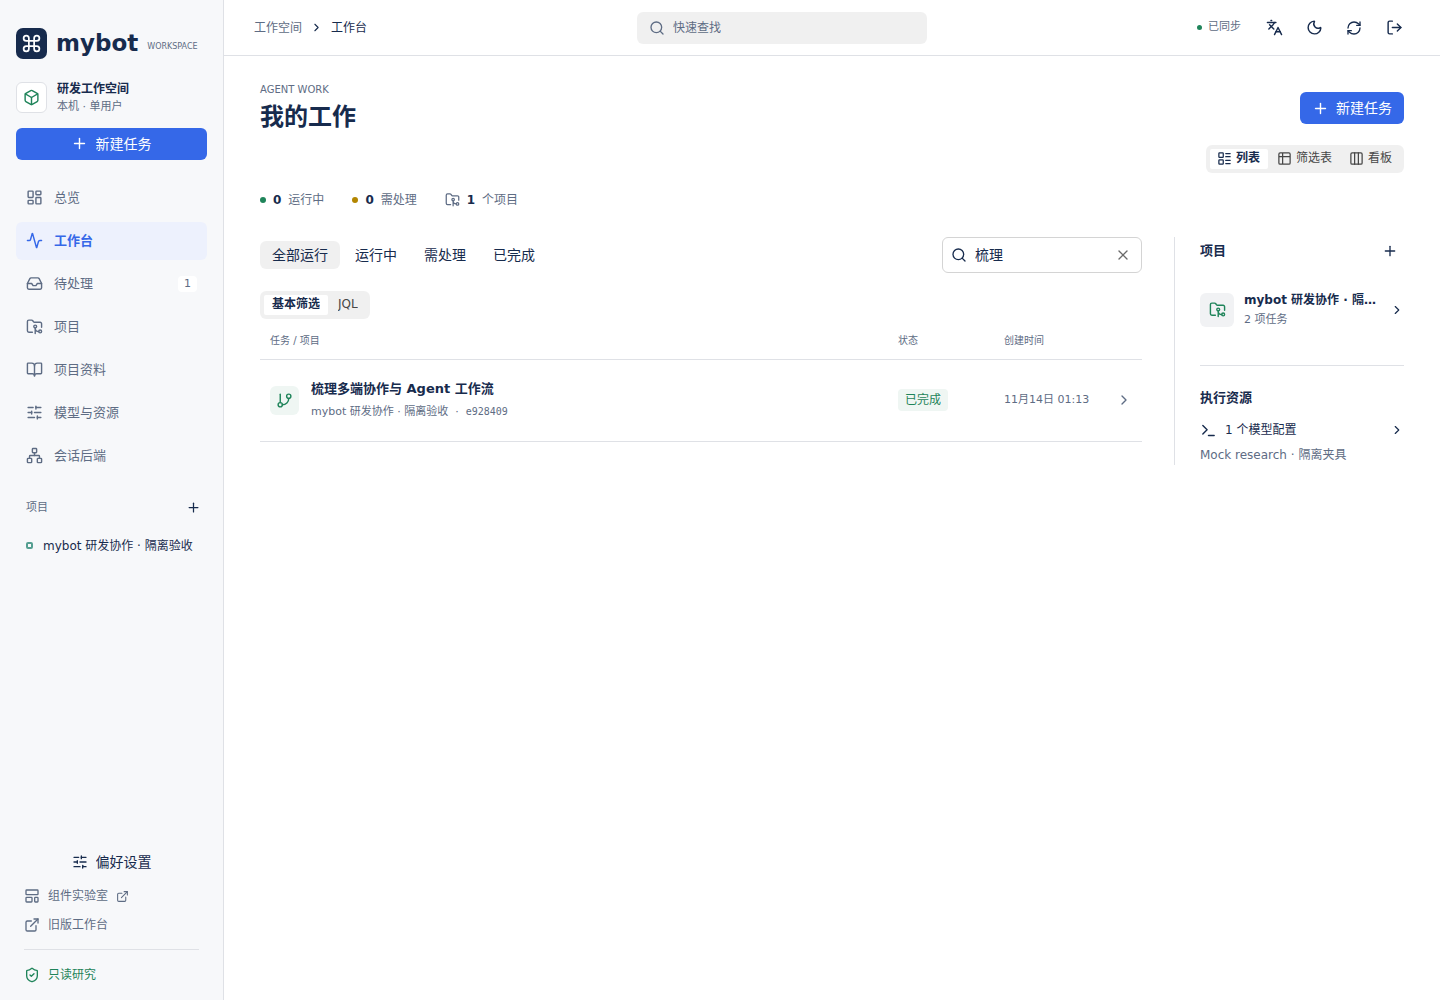 mybot WORKSPACE
研发工作空间
本机 · 单用户
新建任务
总览
工作台
待处理 1
项目
项目资料
模型与资源
会话后端
项目
mybot 研发协作 · 隔离验收
偏好设置
组件实验室
旧版工作台
只读研究
工作空间 工作台
快速查找
已同步
AGENT WORK
我的工作
新建任务
列表 筛选表 看板
0 运行中 0 需处理 1 个项目
全部运行 运行中 需处理 已完成
梳理
基本筛选 JQL
任务 / 项目 状态 创建时间
梳理多端协作与 Agent 工作流
mybot 研发协作 · 隔离验收 · e928409
已完成
11月14日 01:13
项目
mybot 研发协作 · 隔...
2 项任务
执行资源
1 个模型配置
Mock research · 隔离夹具